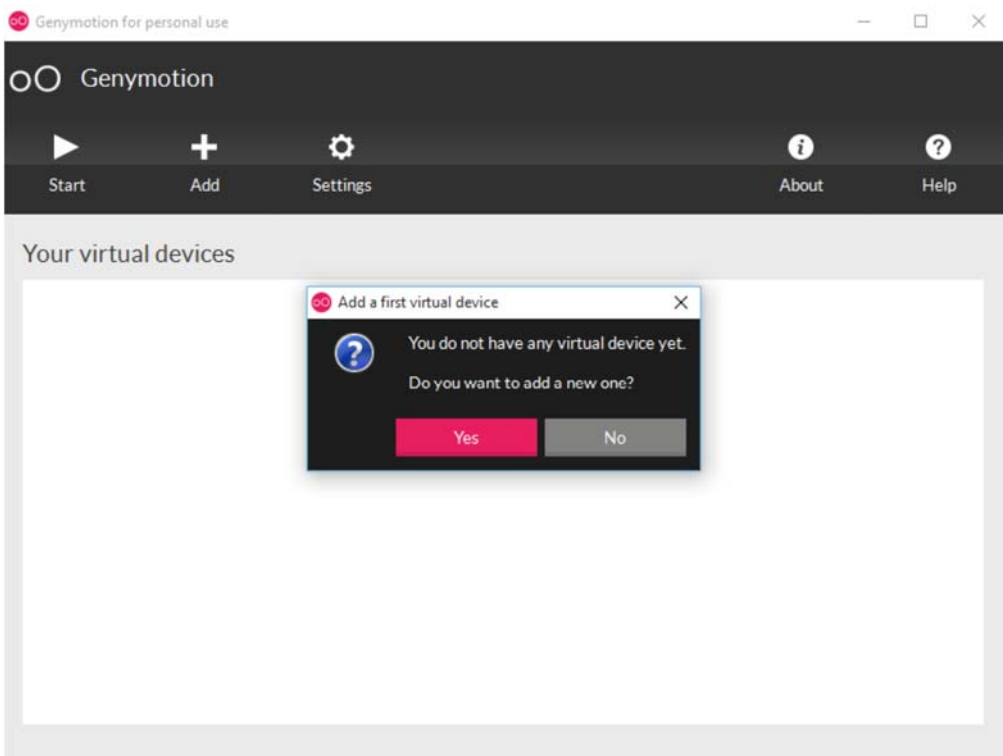 Genymotion for personal use
Genymotion
Start Add Settings About Help
Your virtual devices
Add a first virtual device
You do not have any virtual device yet.
Do you want to add a new one?
Yes No